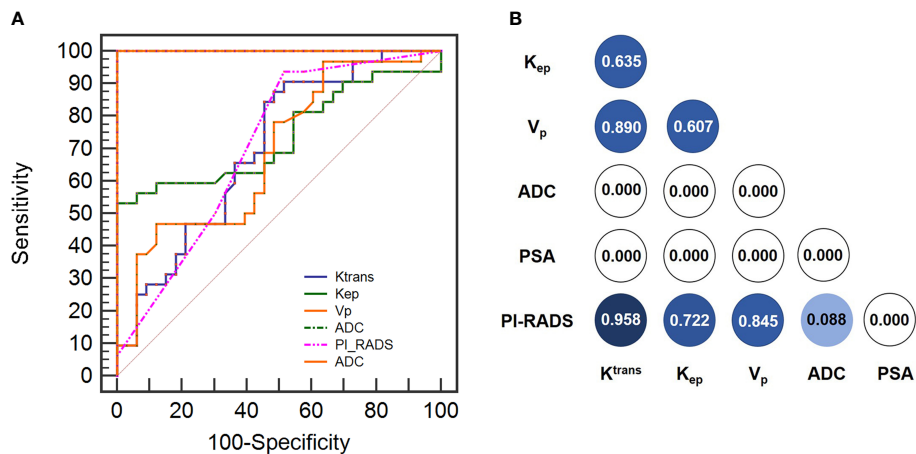 A
100
90
80
70
60
50
40
30
20
10
0
Sensitivity
0 20 40 60 80 100
100-Specificity
Ktrans
Kep
Vp
ADC
PI_RADS
ADC
B
Kep 0.635
Vp 0.890 0.607
ADC 0.000 0.000 0.000
PSA 0.000 0.000 0.000 0.000
PI-RADS 0.958 0.722 0.845 0.088 0.000
Ktrans Kep Vp ADC PSA